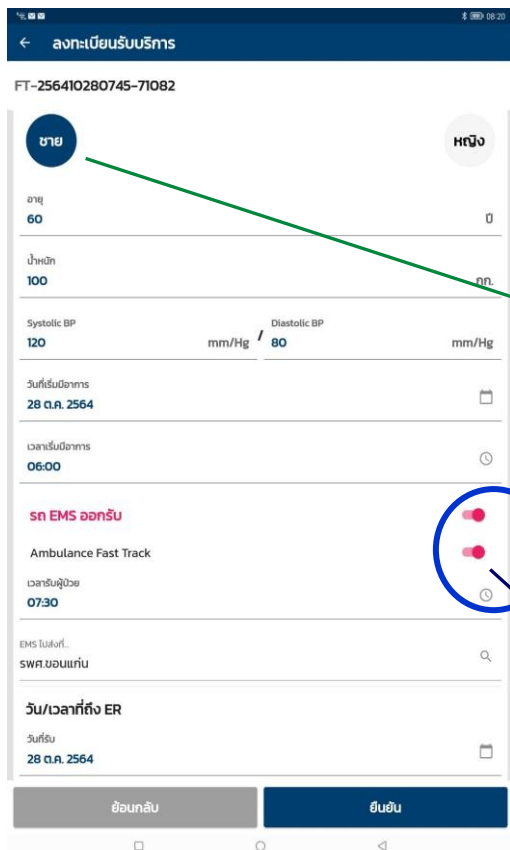 08:20
ลงทะเบียนรับบริการ
FT-256410280745-71082
ชาย
หญิง
อายุ
60 ปี
น้ำหนัก
100 กก.
Systolic BP
120 mm/Hg
/
Diastolic BP
80 mm/Hg
วันที่เริ่มมีอาการ
28 ต.ค. 2564
เวลาเริ่มมีอาการ
06:00
รถ EMS ออกรับ
Ambulance Fast Track
เวลารับผู้ป่วย
07:30
EMS ไปส่งที่..
รพศ.ขอนแก่น
วัน/เวลาที่ถึง ER
วันที่รับ
28 ต.ค. 2564
ย้อนกลับ
ยืนยัน